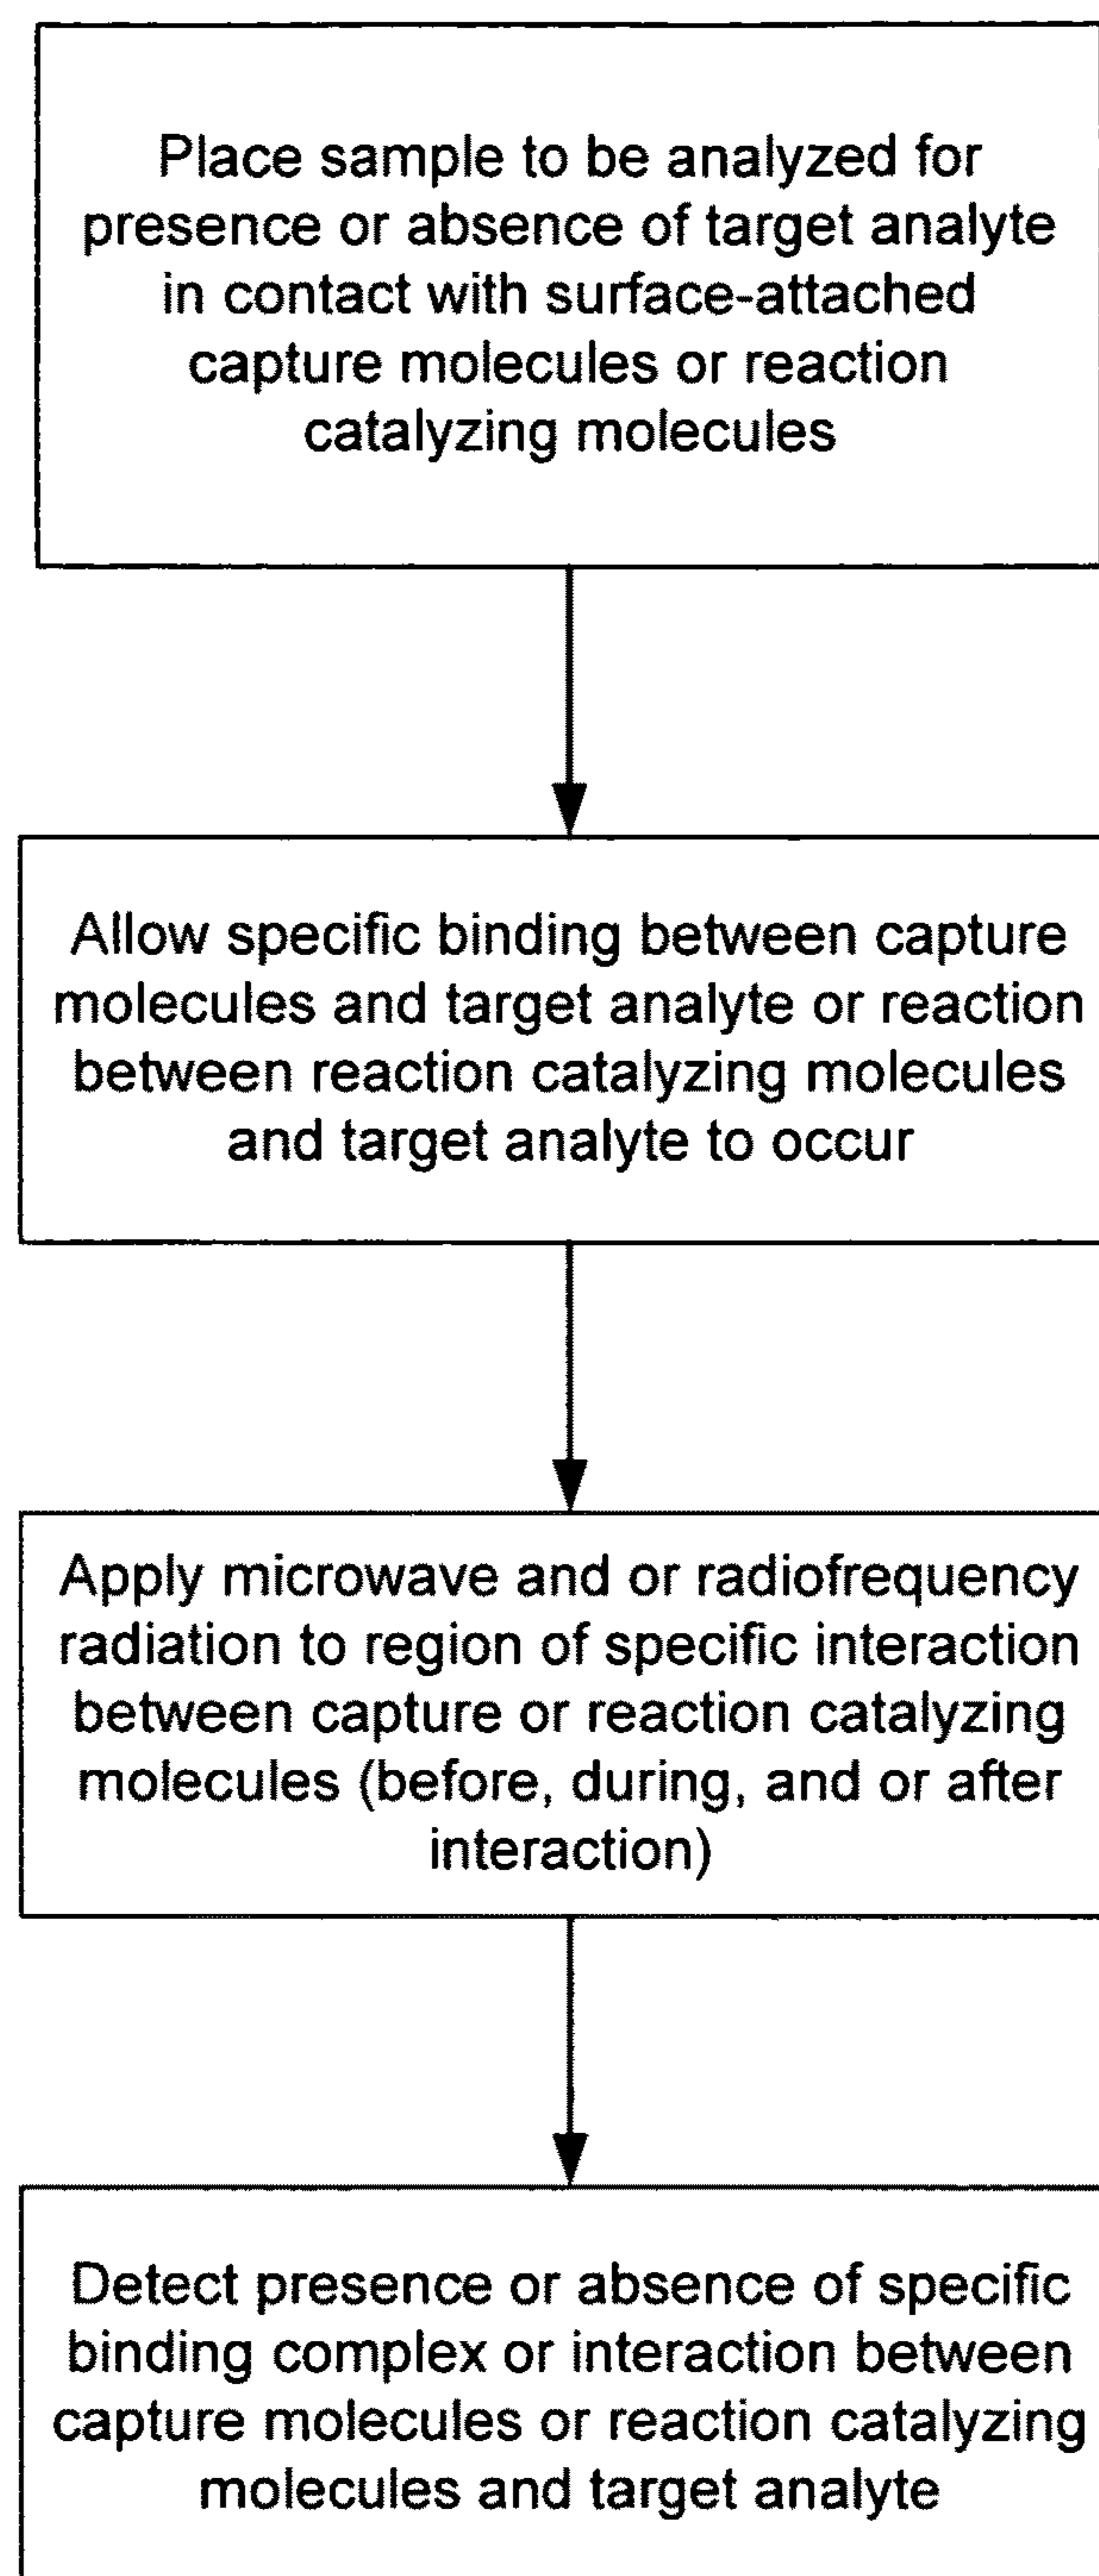 Place sample to be analyzed for
presence or absence of target analyte
in contact with surface-attached
capture molecules or reaction
catalyzing molecules
Allow specific binding between capture
molecules and target analyte or reaction
between reaction catalyzing molecules
and target analyte to occur
Apply microwave and or radiofrequency
radiation to region of specific interaction
between capture or reaction catalyzing
molecules (before, during, and or after
interaction)
Detect presence or absence of specific
binding complex or interaction between
capture molecules or reaction catalyzing
molecules and target analyte